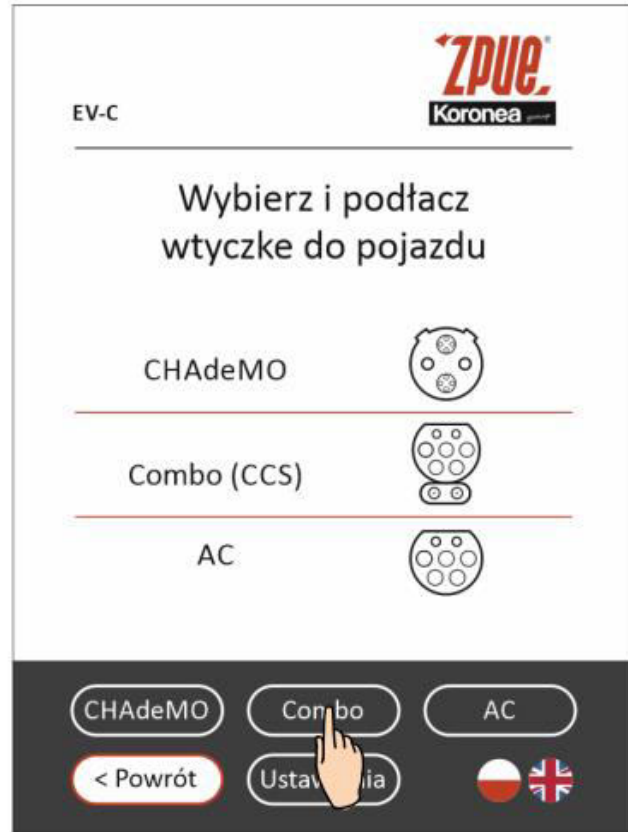 ZPUE
EV-C
Koronea
Wybierz i podłacz
wtyczke do pojazdu
CHAdeMO
Combo (CCS)
AC
CHAdeMO
Combo
AC
< Powrót